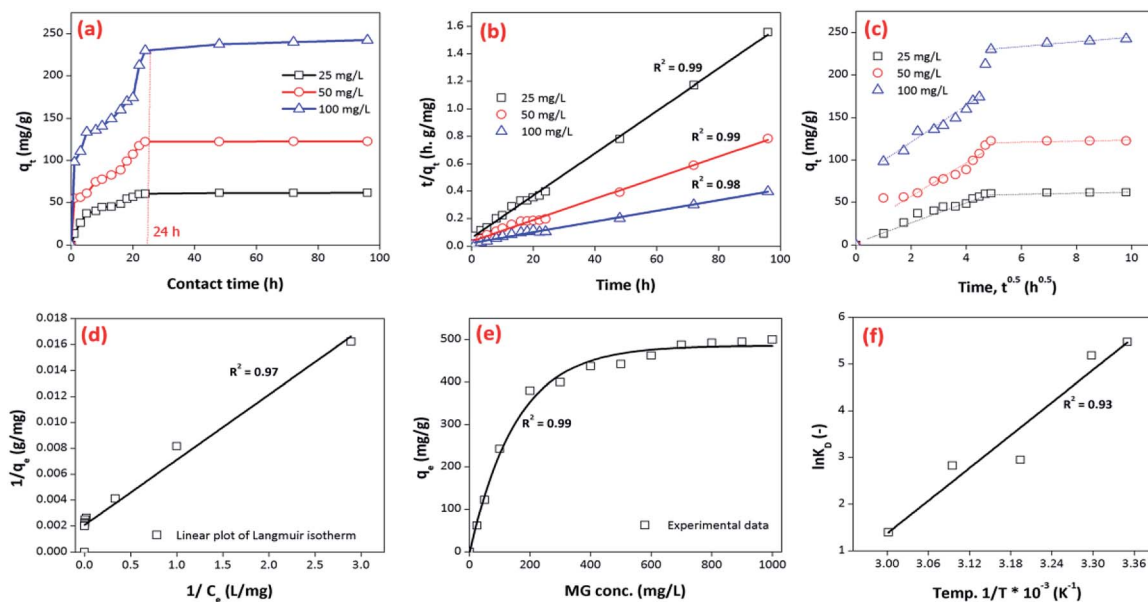 (a)
250
200
150
100
50
0
qt (mg/g)
25 mg/L
50 mg/L
100 mg/L
24 h
0 20 40 60 80 100
Contact time (h)
(b)
1.6
1.4
1.2
1.0
0.8
0.6
0.4
0.2
0.0
t/qt (h. g/mg)
25 mg/L
50 mg/L
100 mg/L
R² = 0.99
R² = 0.99
R² = 0.98
0 20 40 60 80 100
Time (h)
(c)
250
200
150
100
50
0
qt (mg/g)
25 mg/L
50 mg/L
100 mg/L
0 2 4 6 8 10
Time, t^0.5 (h^0.5)
(d)
0.018
0.016
0.014
0.012
0.010
0.008
0.006
0.004
0.002
0.000
1/qe (g/mg)
R² = 0.97
Linear plot of Langmuir isotherm
0.0 0.5 1.0 1.5 2.0 2.5 3.0
1/ Ce (L/mg)
(e)
500
400
300
200
100
0
qe (mg/g)
R² = 0.99
Experimental data
0 200 400 600 800 1000
MG conc. (mg/L)
(f)
6
5
4
3
2
1
lnKD (-)
R² = 0.93
3.00 3.06 3.12 3.18 3.24 3.30 3.36
Temp. 1/T * 10⁻³ (K⁻¹)